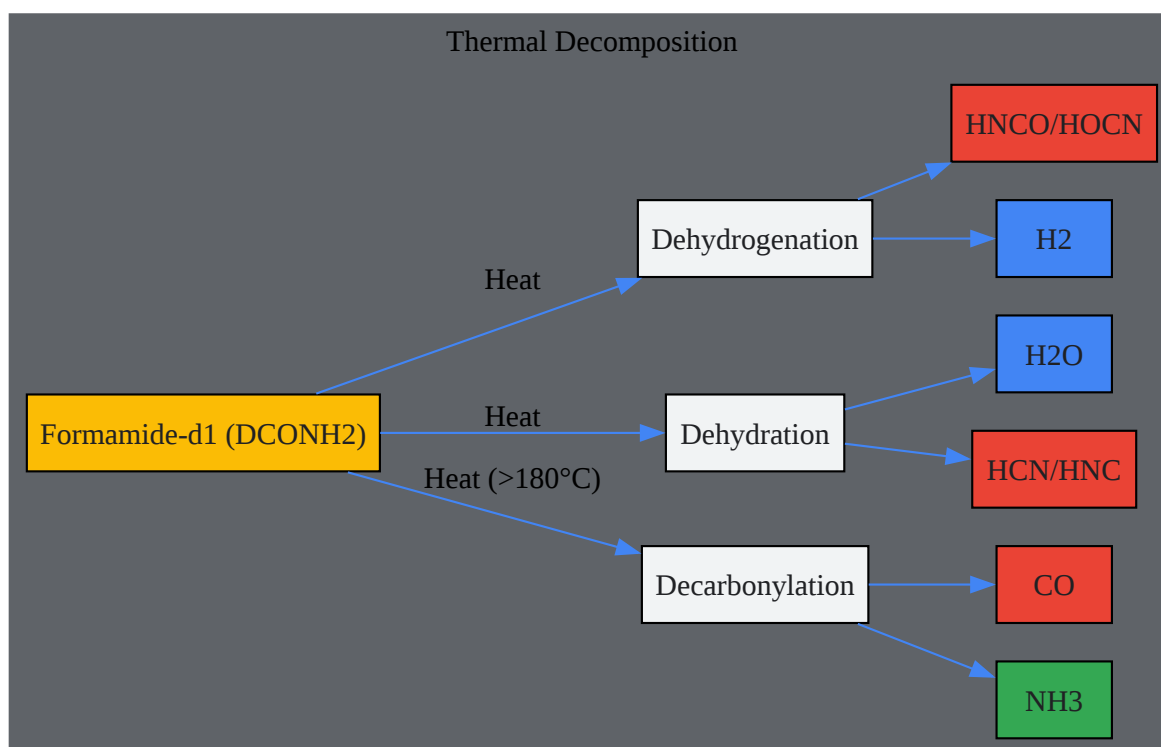 Thermal Decomposition
HNCO/HOCN
Dehydrogenation
H2
Heat
H2O
Formamide-d1 (DCONH2)
Heat
Dehydration
Heat (>180°C)
HCN/HNC
Decarbonylation
CO
NH3